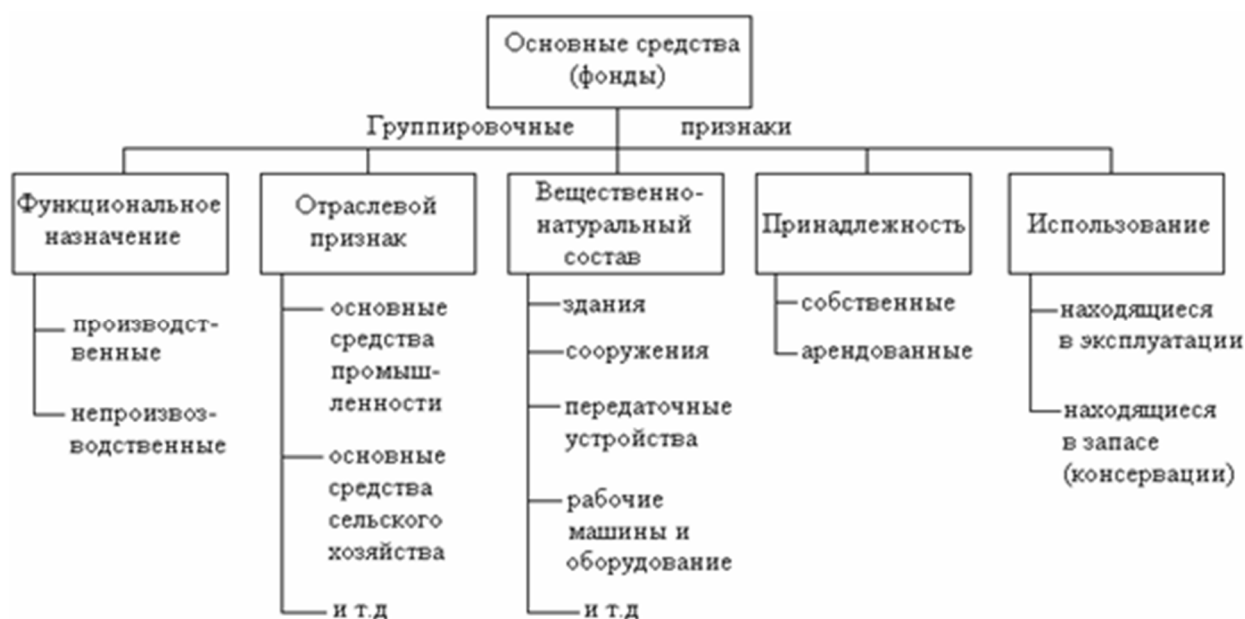 Основные средства
(фонды)
Группировочные признаки
Функциональное
назначение
производст-
венные
непроизвоз-
водственные
Отраслевой
признак
основные
средства
промыш-
ленности
основные
средства
сельского
хозяйства
и т.д
Вещественно-
натуральный
состав
здания
сооружения
передаточные
устройства
рабочие
машины и
оборудование
и т.д
Принадлежность
собственные
арендованные
Использование
находящиеся
в эксплуатации
находящиеся
в запасе
(консервации)